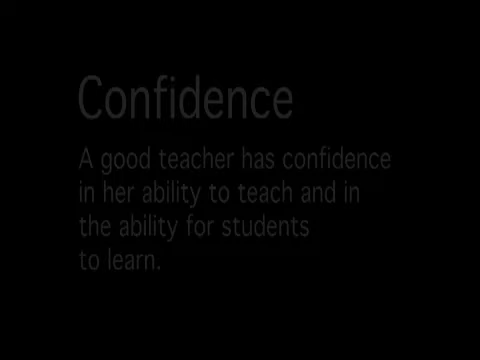 Confidence
A good teacher has confidence
in her ability to teach and in
the ability for students
to learn.